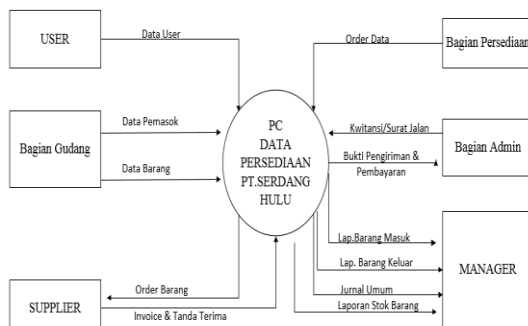 USER
Data User
Order Data
Bagian Persediaan
Bagian Gudang
Data Pemasok
Data Barang
PC
DATA
PERSEDIAAN
PT.SERDANG
HULU
Kwitansi/Surat Jalan
Bukti Pengiriman &
Pembayaran
Bagian Admin
Lap.Barang Masuk
Lap. Barang Keluar
Jurnal Umum
Laporan Stok Barang
MANAGER
SUPPLIER
Order Barang
Invoice & Tanda Terima